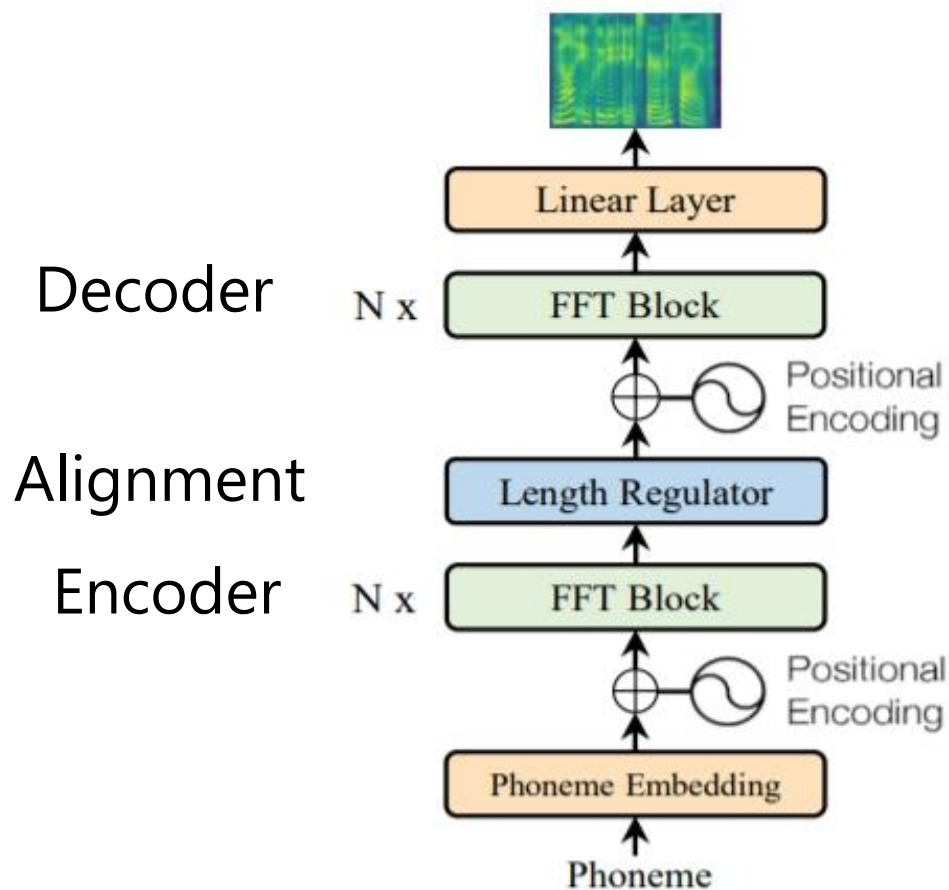 Linear Layer
Decoder
N x
FFT Block
Positional
Encoding
Alignment
Length Regulator
Encoder
N x
FFT Block
Positional
Encoding
Phoneme Embedding
Phoneme